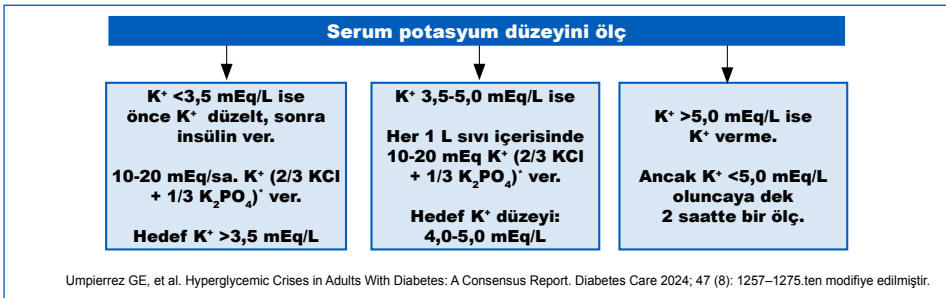 Serum potasyum düzeyini ölç
K⁺ <3,5 mEq/L ise
önce K⁺ düzelt, sonra
insülin ver.
10-20 mEq/sa. K⁺ (2/3 KCl
+ 1/3 K₂PO₄)* ver.
Hedef K⁺ >3,5 mEq/L
K⁺ 3,5-5,0 mEq/L ise
Her 1 L sıvı içerisinde
10-20 mEq K⁺ (2/3 KCl
+ 1/3 K₂PO₄)* ver.
Hedef K⁺ düzeyi:
4,0-5,0 mEq/L
K⁺ >5,0 mEq/L ise
K⁺ verme.
Ancak K⁺ <5,0 mEq/L
oluncaya dek
2 saatte bir ölç.
Umpierrez GE, et al. Hyperglycemic Crises in Adults With Diabetes: A Consensus Report. Diabetes Care 2024; 47 (8): 1257–1275.ten modifiye edilmiştir.